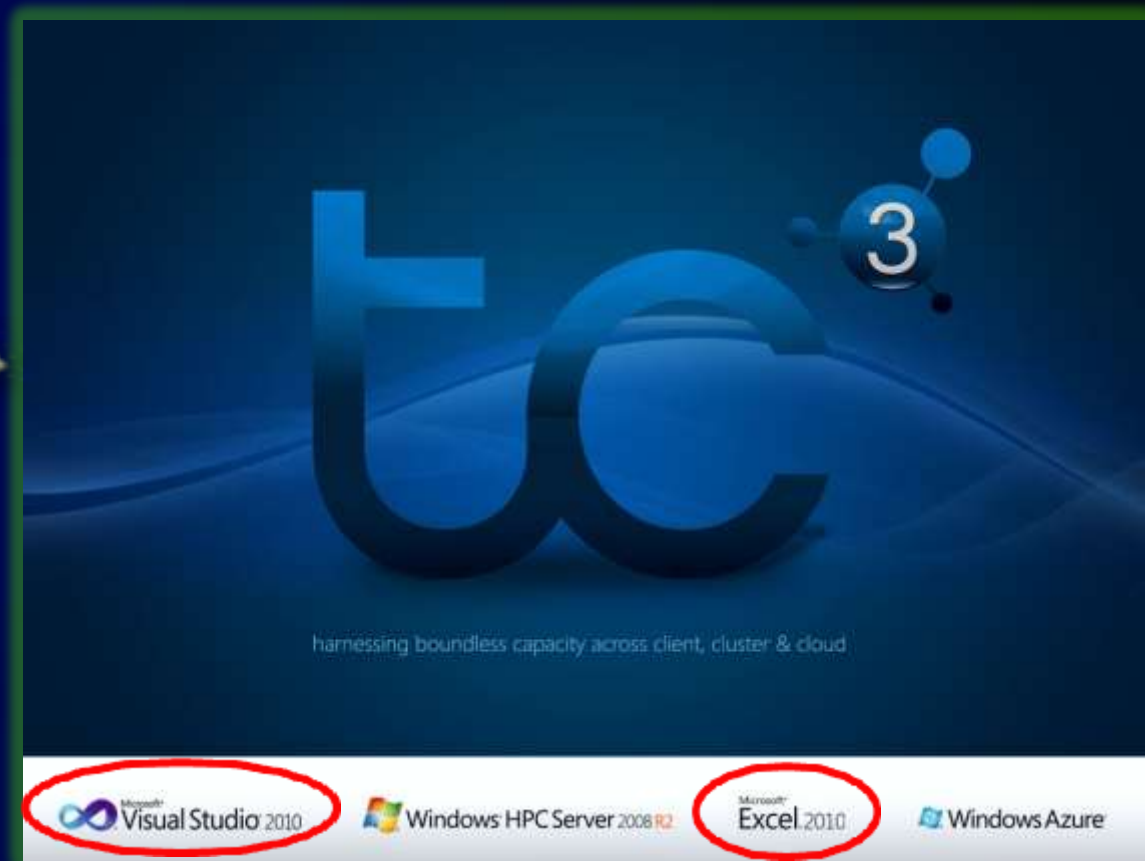 tc
3
harnessing boundless capacity across client, cluster & cloud
Microsoft®
Visual Studio 2010
Windows HPC Server 2008 R2
Microsoft®
Excel 2010
Windows Azure